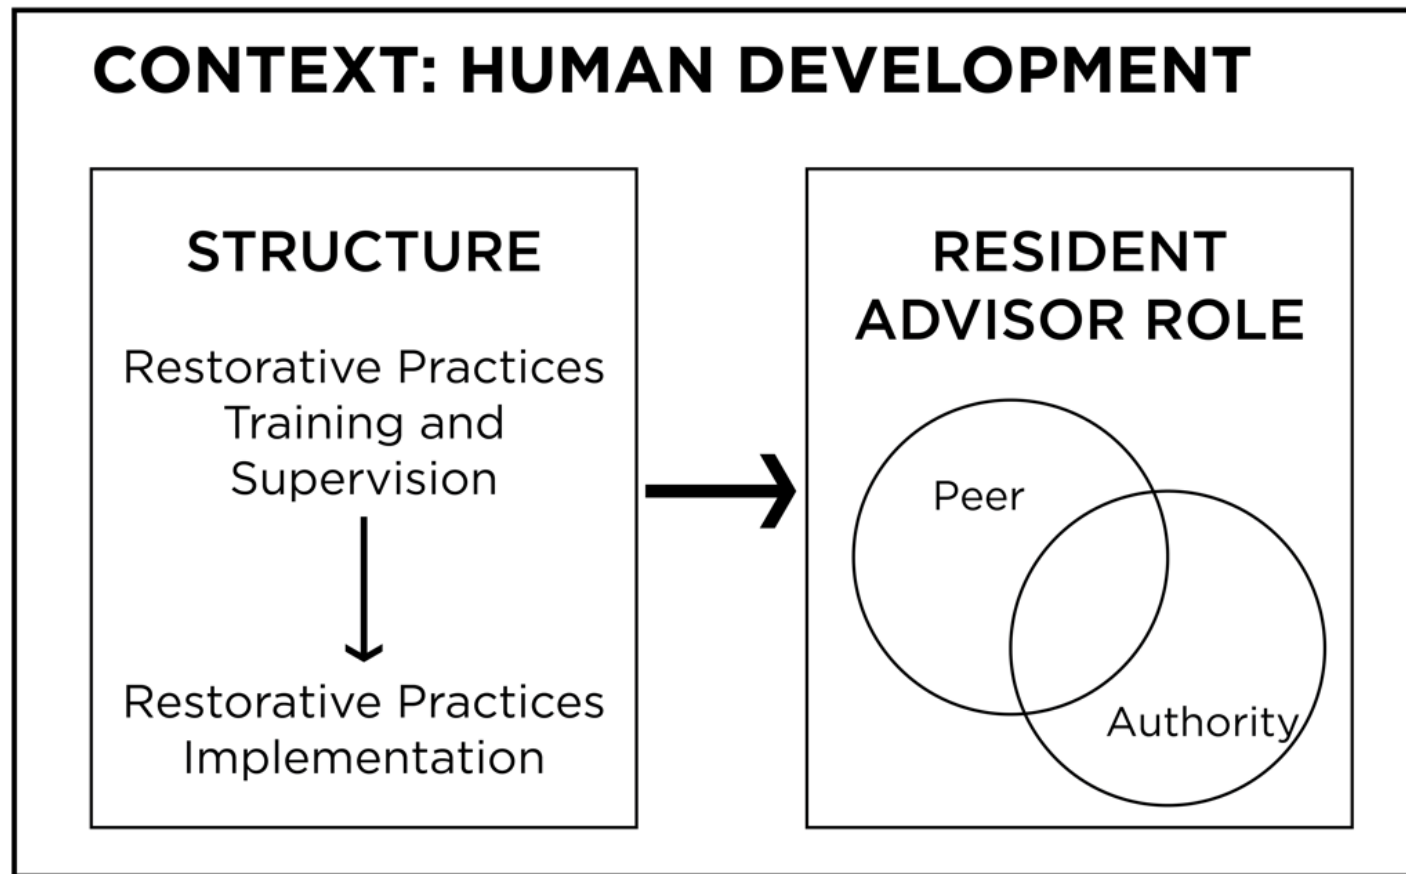 CONTEXT: HUMAN DEVELOPMENT
STRUCTURE
Restorative Practices
Training and
Supervision
Restorative Practices
Implementation
RESIDENT
ADVISOR ROLE
Peer
Authority